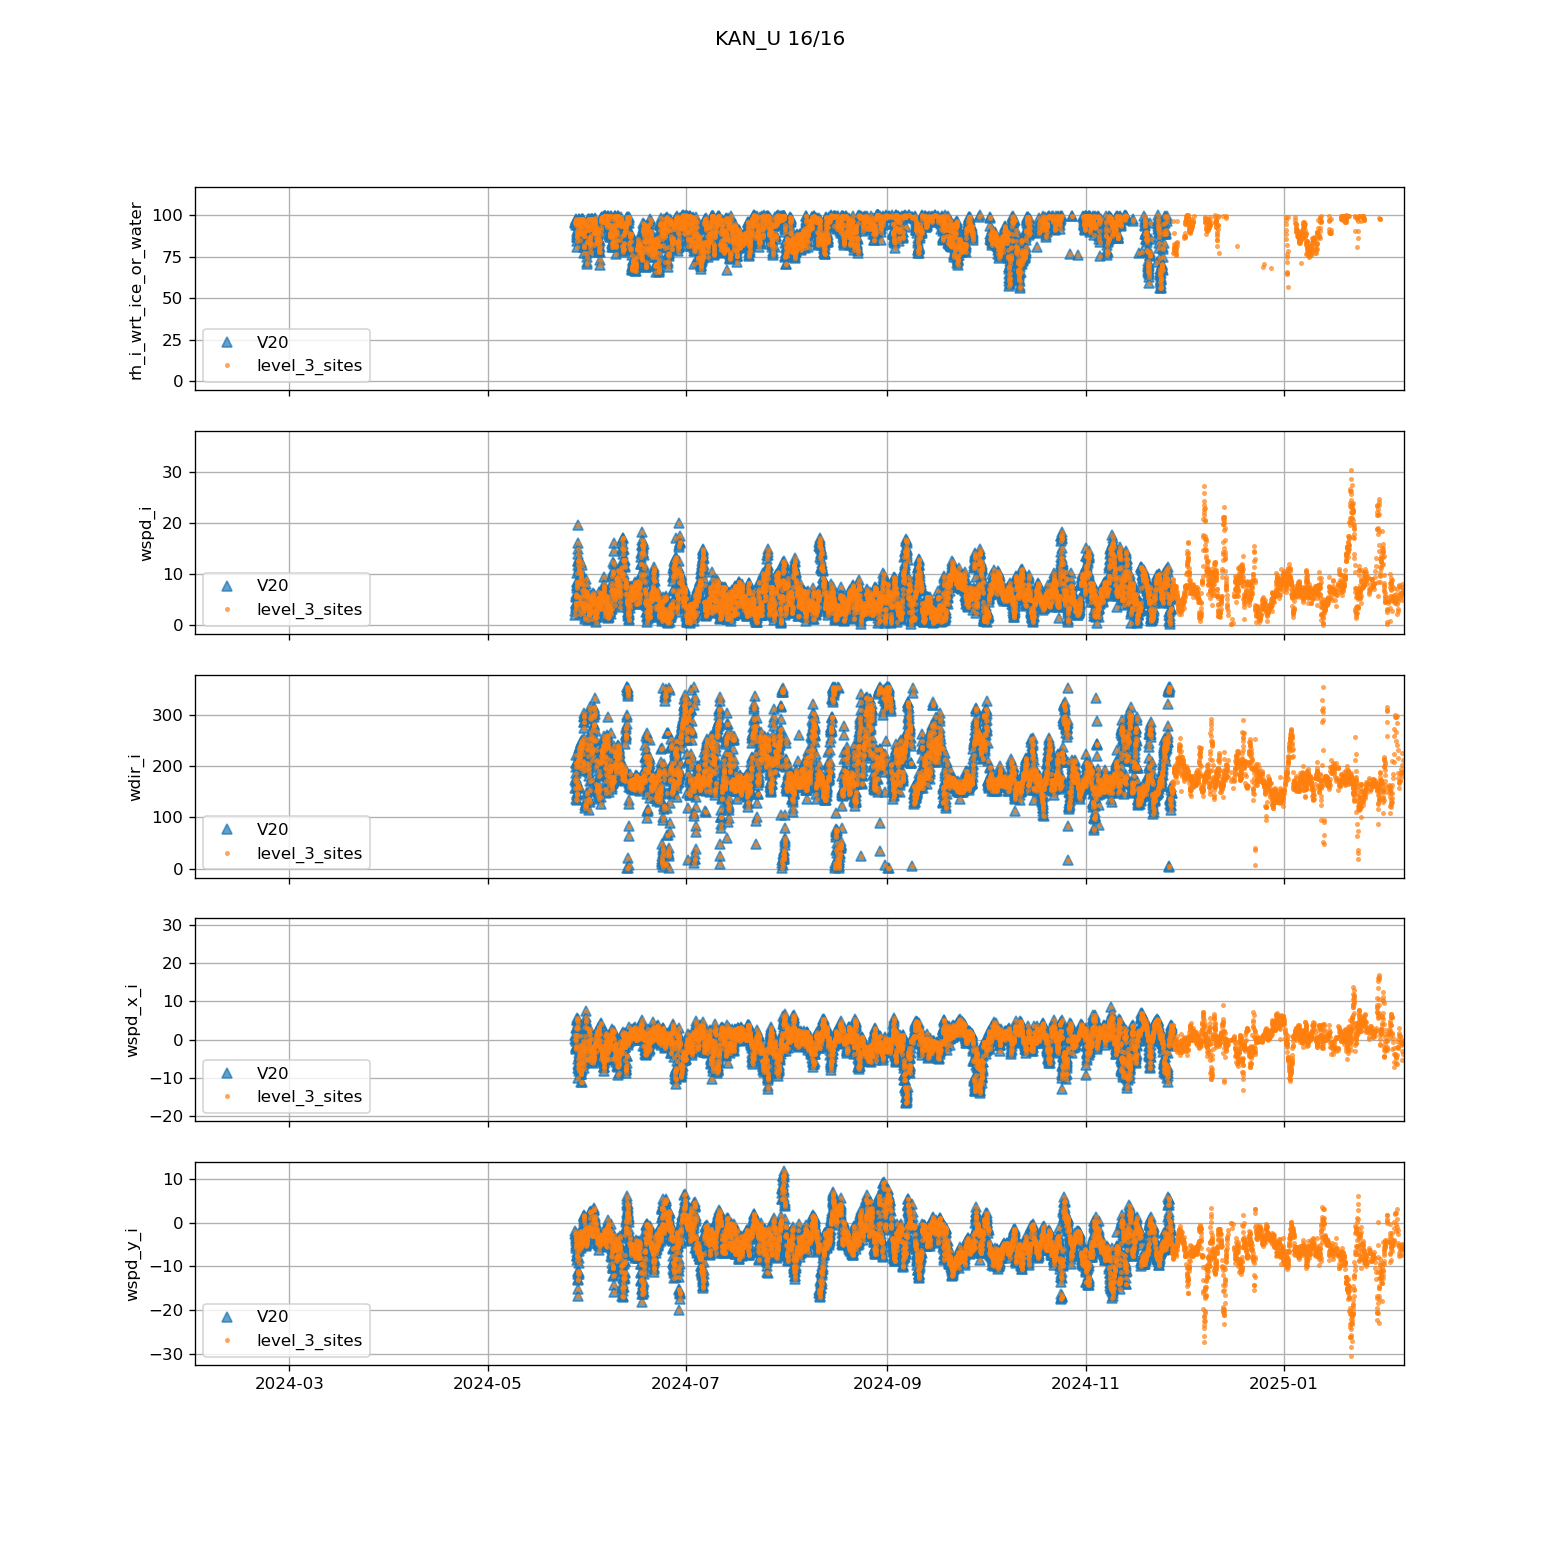 KAN_U 16/16
rh_i_wrt_ice_or_water
100
75
50
25
0
V20
level_3_sites
wspd_i
30
20
10
0
V20
level_3_sites
wdir_i
300
200
100
0
V20
level_3_sites
wspd_x_i
30
20
10
0
−10
−20
V20
level_3_sites
wspd_y_i
10
0
−10
−20
−30
V20
level_3_sites
2024-03 2024-05 2024-07 2024-09 2024-11 2025-01